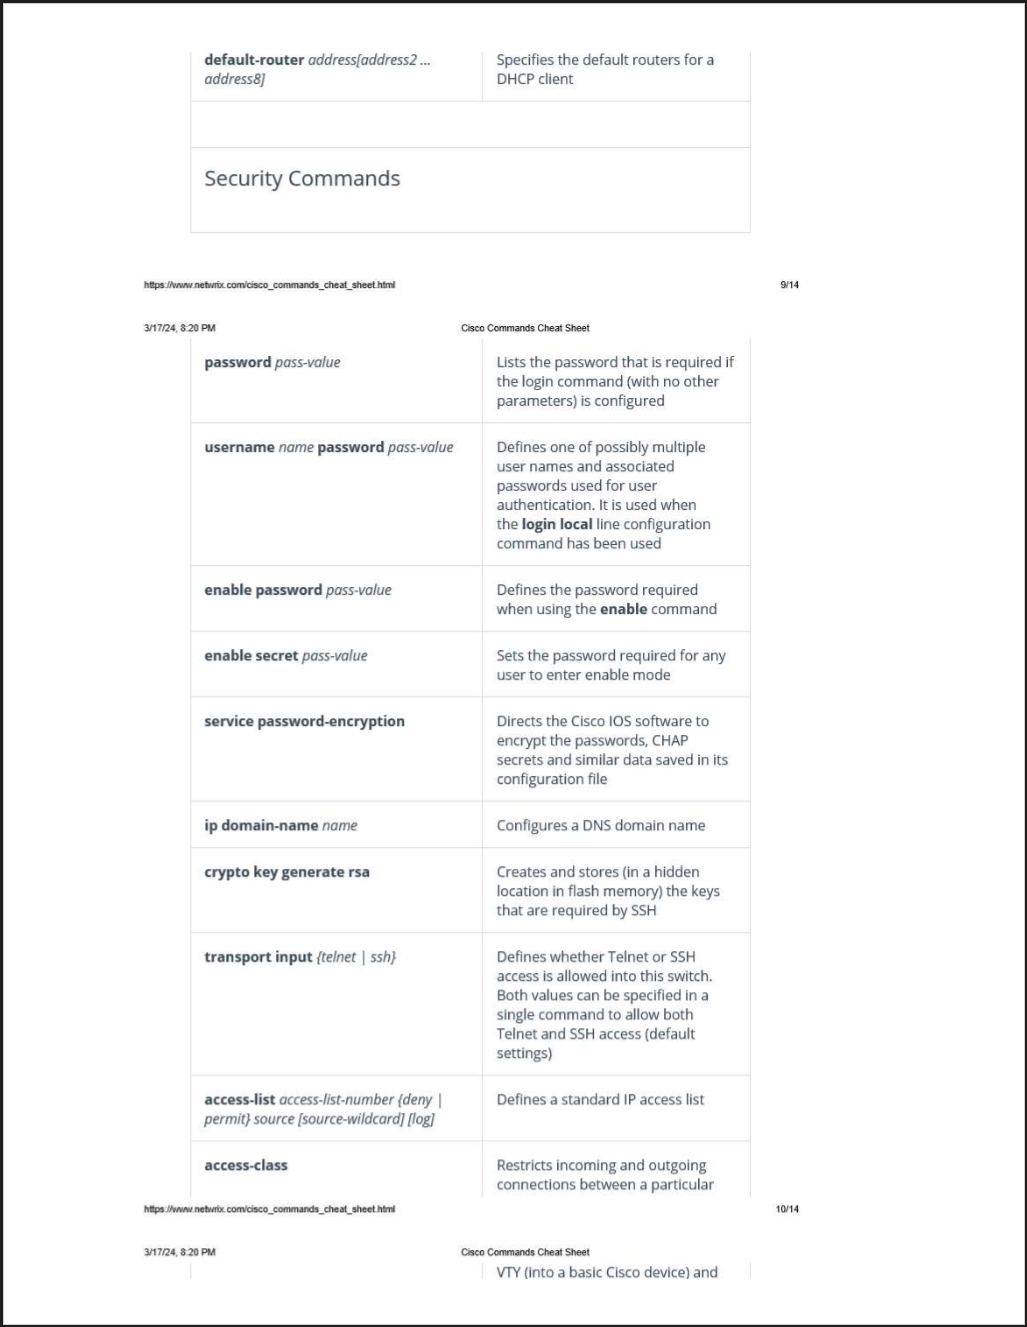 default-router address[address2 ...
address8]
Specifies the default routers for a
DHCP client
Security Commands
https://www.netwrix.com/cisco_commands_cheat_sheet.html
9/14
3/17/24, 8:20 PM
Cisco Commands Cheat Sheet
password pass-value
Lists the password that is required if
the login command (with no other
parameters) is configured
username name password pass-value
Defines one of possibly multiple
user names and associated
passwords used for user
authentication. It is used when
the login local line configuration
command has been used
enable password pass-value
Defines the password required
when using the enable command
enable secret pass-value
Sets the password required for any
user to enter enable mode
service password-encryption
Directs the Cisco IOS software to
encrypt the passwords, CHAP
secrets and similar data saved in its
configuration file
ip domain-name name
Configures a DNS domain name
crypto key generate rsa
Creates and stores (in a hidden
location in flash memory) the keys
that are required by SSH
transport input {telnet | ssh}
Defines whether Telnet or SSH
access is allowed into this switch.
Both values can be specified in a
single command to allow both
Telnet and SSH access (default
settings)
access-list access-list-number {deny |
permit} source [source-wildcard] [log]
Defines a standard IP access list
access-class
Restricts incoming and outgoing
connections between a particular
https://www.netwrix.com/cisco_commands_cheat_sheet.html
10/14
3/17/24, 8:20 PM
Cisco Commands Cheat Sheet
VTY (into a basic Cisco device) and